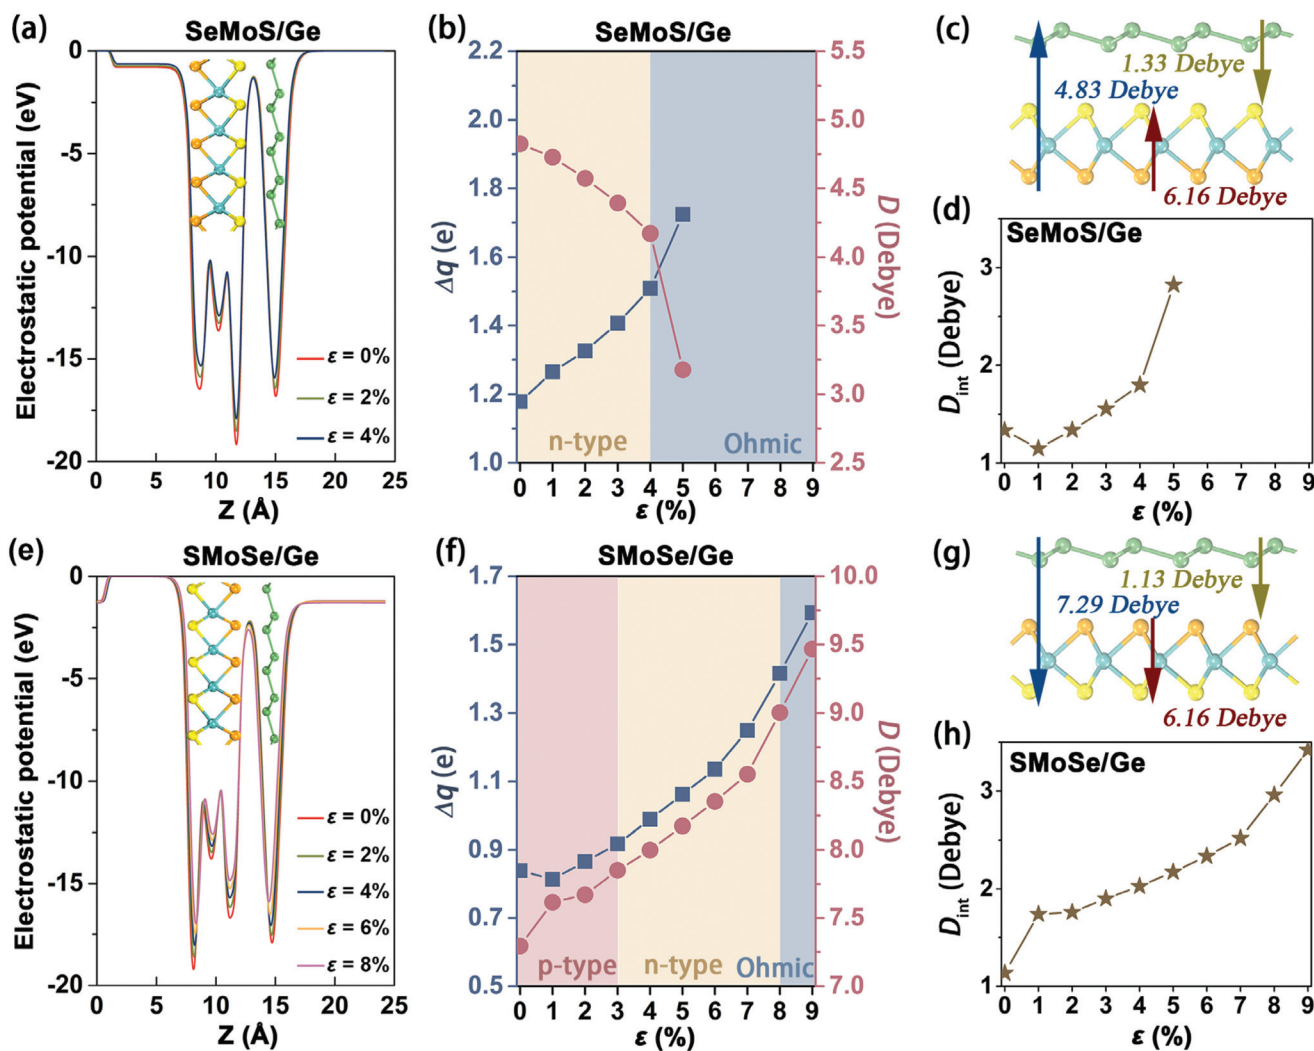 (a)
SeMoS/Ge
Electrostatic potential (eV)
0
-5
-10
-15
-20
ε = 0%
ε = 2%
ε = 4%
0 5 10 15 20 25
Z (Å)
(b)
SeMoS/Ge
Δq (e)
2.2
2.0
1.8
1.6
1.4
1.2
1.0
n-type
Ohmic
5.5
5.0
4.5
4.0
3.5
3.0
2.5
D (Debye)
0 1 2 3 4 5 6 7 8 9
ε (%)
(c)
1.33 Debye
4.83 Debye
6.16 Debye
(d)
SeMoS/Ge
D_int (Debye)
3
2
1
0 1 2 3 4 5 6 7 8 9
ε (%)
(e)
SMoSe/Ge
Electrostatic potential (eV)
0
-5
-10
-15
-20
ε = 0%
ε = 2%
ε = 4%
ε = 6%
ε = 8%
0 5 10 15 20 25
Z (Å)
(f)
SMoSe/Ge
Δq (e)
1.7
1.5
1.3
1.1
0.9
0.7
0.5
p-type
n-type
Ohmic
10.0
9.5
9.0
8.5
8.0
7.5
7.0
D (Debye)
0 1 2 3 4 5 6 7 8 9
ε (%)
(g)
1.13 Debye
7.29 Debye
6.16 Debye
(h)
SMoSe/Ge
D_int (Debye)
3
2
1
0 1 2 3 4 5 6 7 8 9
ε (%)